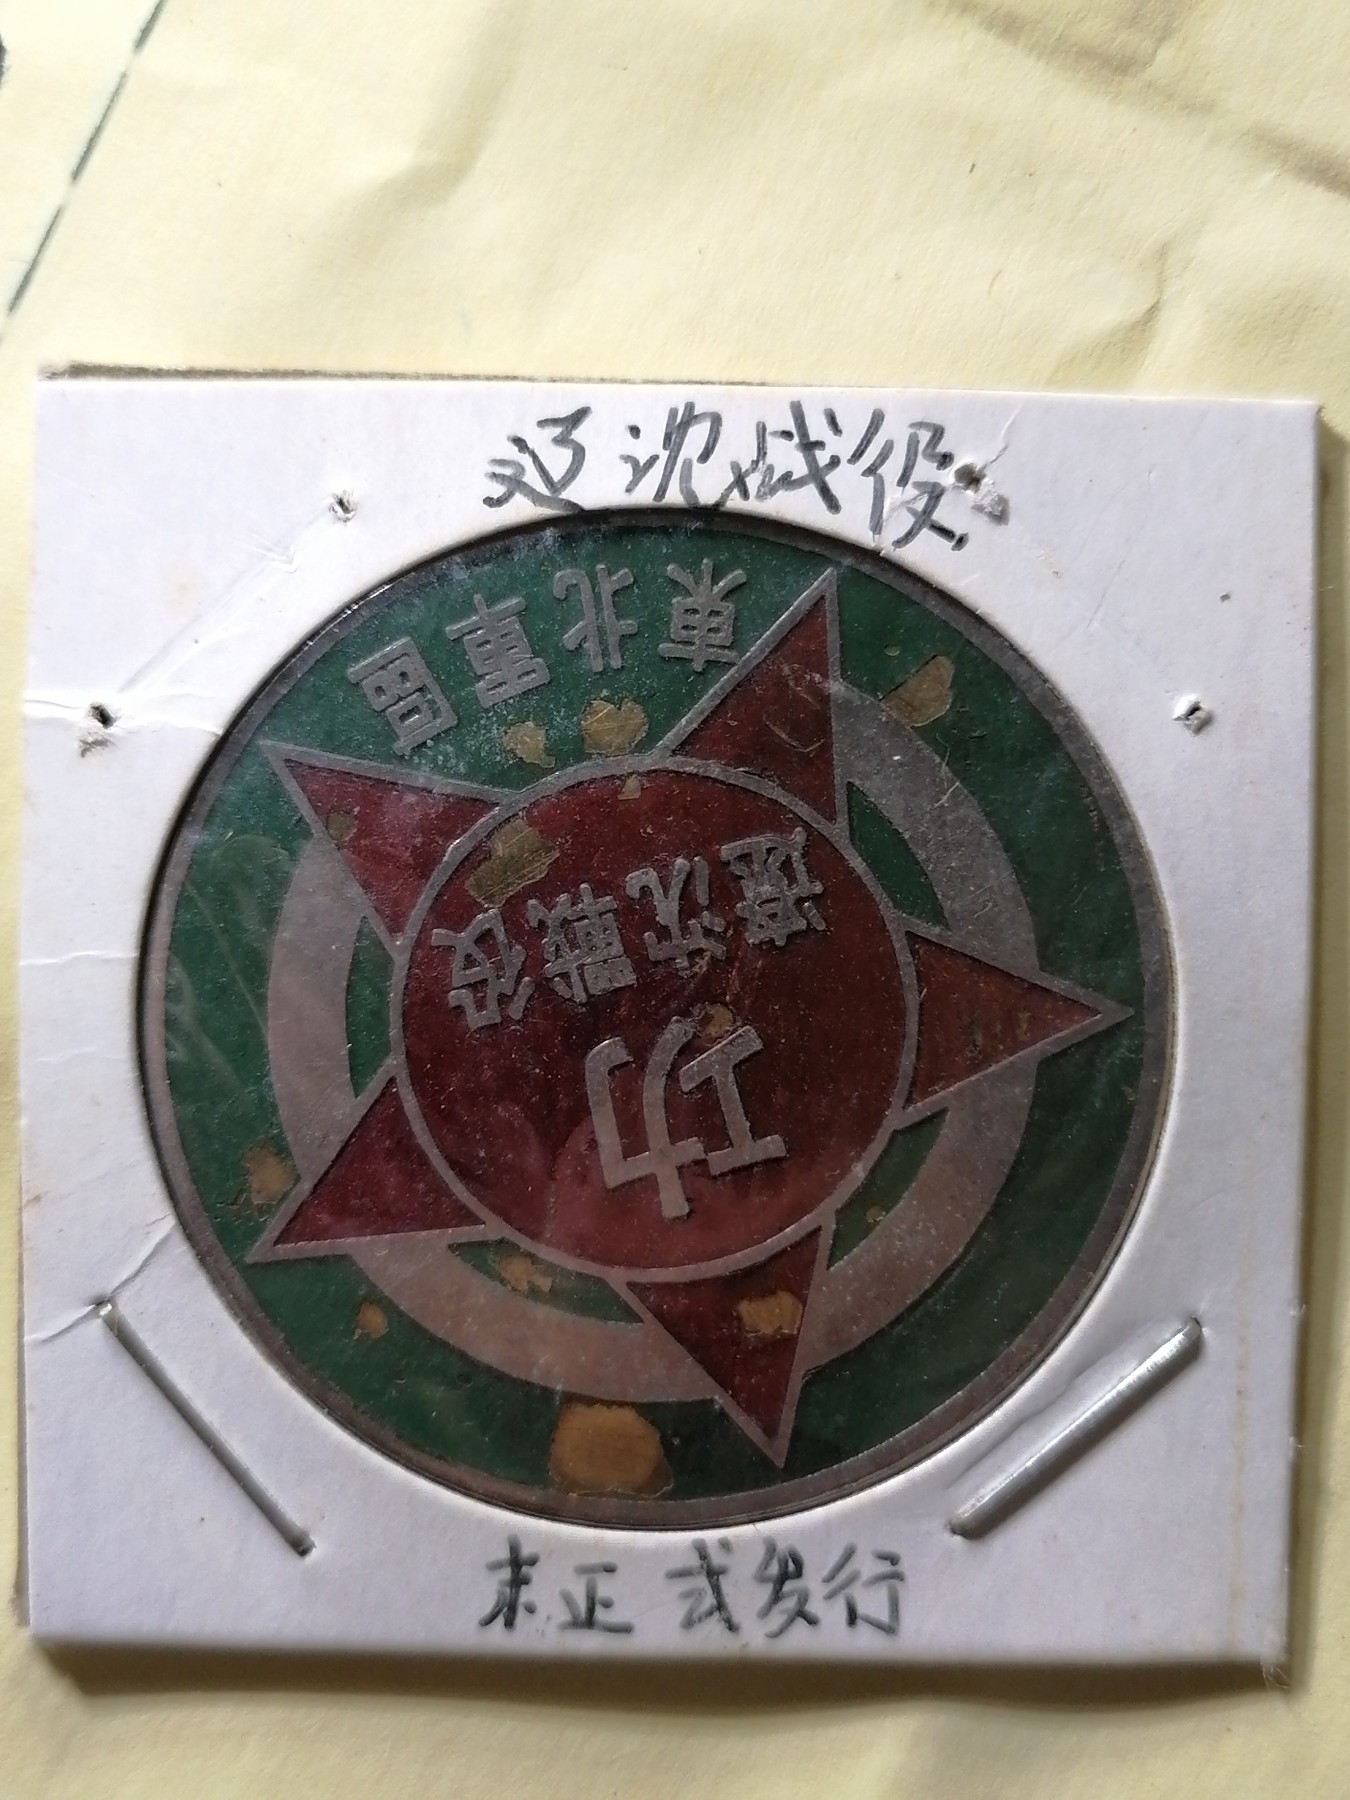 辽沈战役
功
遼沈戰役
東北軍區
未正式发行